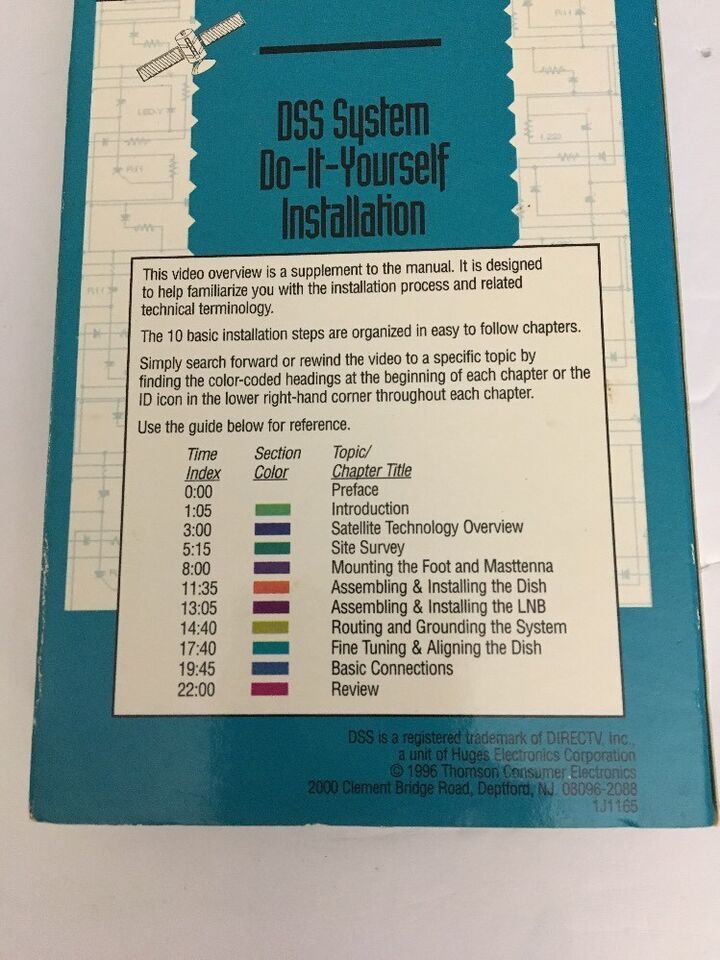 DSS System
Do-It-Yourself
Installation
This video overview is a supplement to the manual. It is designed
to help familiarize you with the installation process and related
technical terminology.
The 10 basic installation steps are organized in easy to follow chapters.
Simply search forward or rewind the video to a specific topic by
finding the color-coded headings at the beginning of each chapter or the
ID icon in the lower right-hand corner throughout each chapter.
Use the guide below for reference.
Time Section Topic/
Index Color Chapter Title
0:00 Preface
1:05 Introduction
3:00 Satellite Technology Overview
5:15 Site Survey
8:00 Mounting the Foot and Masttenna
11:35 Assembling & Installing the Dish
13:05 Assembling & Installing the LNB
14:40 Routing and Grounding the System
17:40 Fine Tuning & Aligning the Dish
19:45 Basic Connections
22:00 Review
DSS is a registered trademark of DIRECTV, Inc.,
a unit of Huges Electronics Corporation
© 1996 Thomson Consumer Electronics
2000 Clement Bridge Road, Deptford, NJ. 08096-2088
1J1165